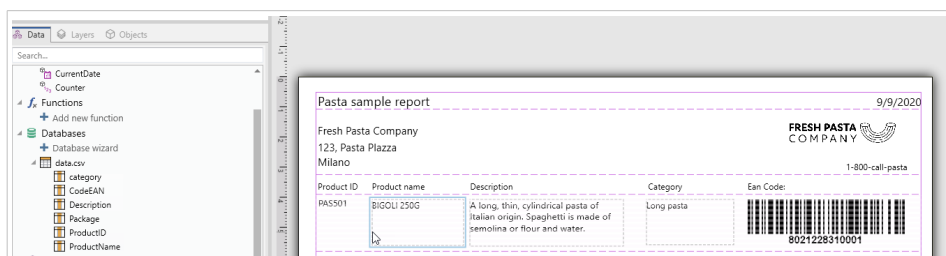 Data Layers Objects
Search...
CurrentDate
Counter
Functions
Add new function
Databases
Database wizard
data.csv
category
CodeEAN
Description
Package
ProductID
ProductName
Pasta sample report 9/9/2020
Fresh Pasta Company
123, Pasta Plazza
Milano
FRESH PASTA
COMPANY
1-800-call-pasta
Product ID Product name Description Category Ean Code:
PAS501 BIGOLI 250G A long, thin, cylindrical pasta of Long pasta
Italian origin. Spaghetti is made of
semolina or flour and water.
8021228310001